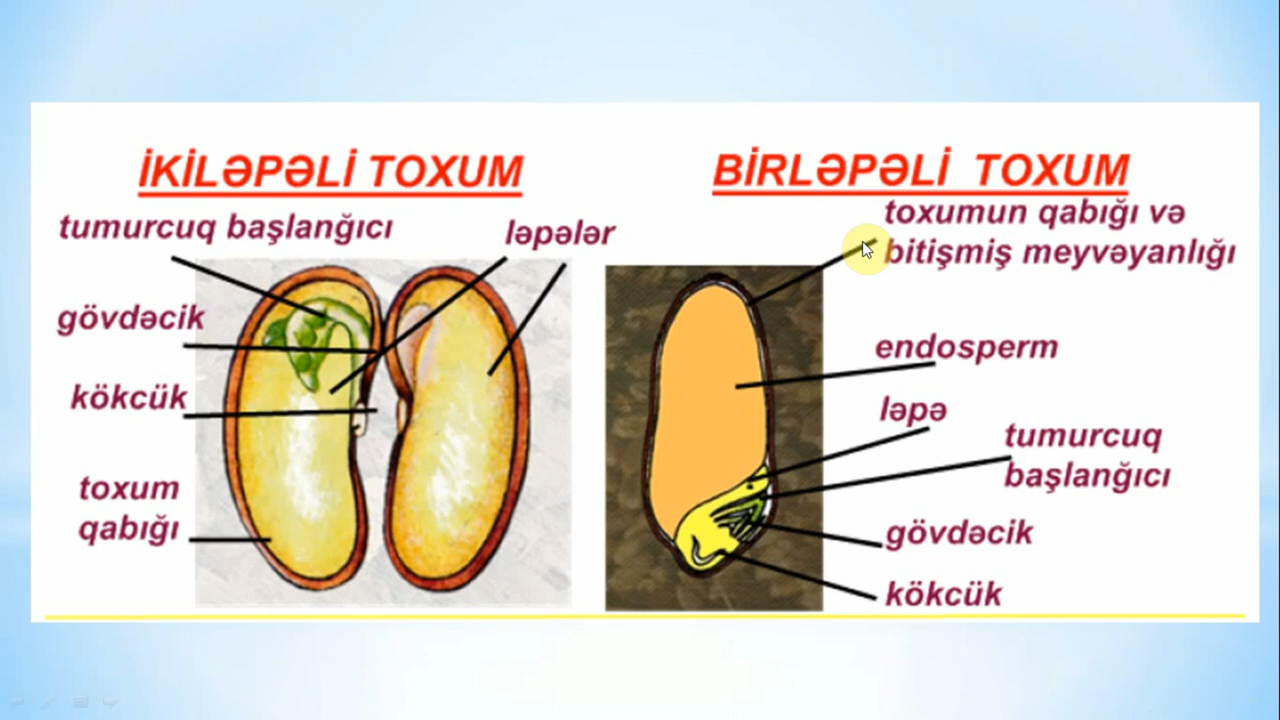 İKİLƏPƏLİ TOXUM
tumurcuq başlanğıcı
ləpələr
gövdəcik
kökcük
toxum
qabığı
BİRLƏPƏLİ TOXUM
toxumun qabığı və
bitişmiş meyvəyanlığı
endosperm
ləpə
tumurcuq
başlanğıcı
gövdəcik
kökcük